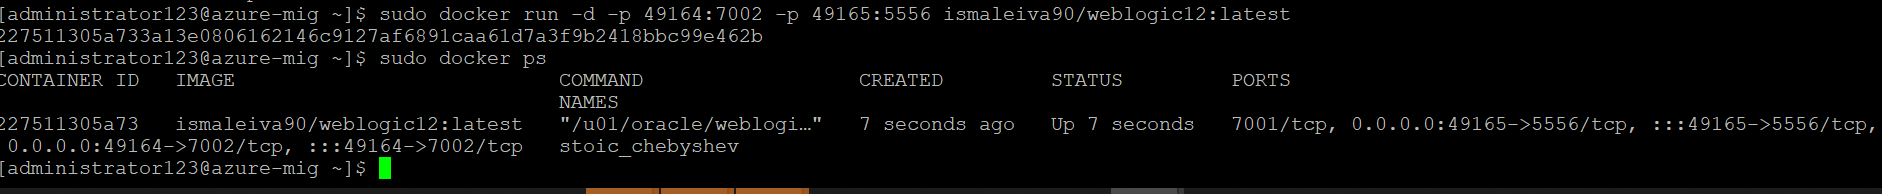 [administrator123@azure-mig ~]$ sudo docker run -d -p 49164:7002 -p 49165:5556 ismaleiva90/weblogic12:latest
227511305a733a13e0806162146c9127af6891caa61d7a3f9b2418bbc99e462b
[administrator123@azure-mig ~]$ sudo docker ps
CONTAINER ID   IMAGE                           COMMAND                  CREATED         STATUS         PORTS
NAMES
227511305a73   ismaleiva90/weblogic12:latest   "/u01/oracle/weblogi…"   7 seconds ago   Up 7 seconds   7001/tcp, 0.0.0.0:49165->5556/tcp, :::49165->5556/tcp,
0.0.0.0:49164->7002/tcp, :::49164->7002/tcp   stoic_chebyshev
[administrator123@azure-mig ~]$